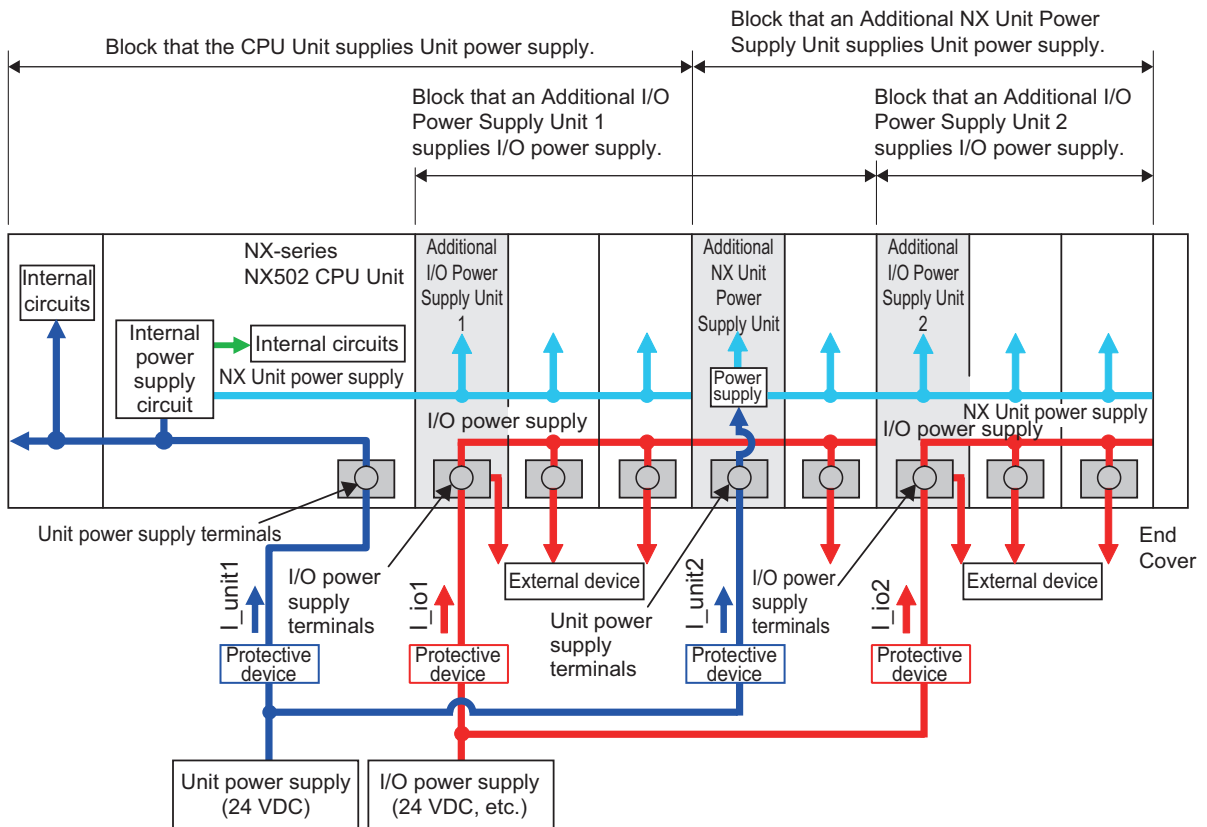 Block that the CPU Unit supplies Unit power supply.
Block that an Additional NX Unit Power
Supply Unit supplies Unit power supply.
Block that an Additional I/O
Power Supply Unit 1
supplies I/O power supply.
Block that an Additional I/O
Power Supply Unit 2
supplies I/O power supply.
NX-series
NX502 CPU Unit
Additional
I/O Power
Supply Unit
1
Additional
NX Unit
Power
Supply Unit
Additional
I/O Power
Supply Unit
2
Internal
circuits
Internal
power
supply
circuit
Internal circuits
NX Unit power supply
Power
supply
I/O power supply
NX Unit power supply
I/O power supply
Unit power supply terminals
I/O power
supply
terminals
External device
Unit power
supply
terminals
I/O power
supply
terminals
External device
End
Cover
I_unit1
I_io1
I_unit2
I_io2
Protective
device
Protective
device
Protective
device
Protective
device
Unit power supply
(24 VDC)
I/O power supply
(24 VDC, etc.)